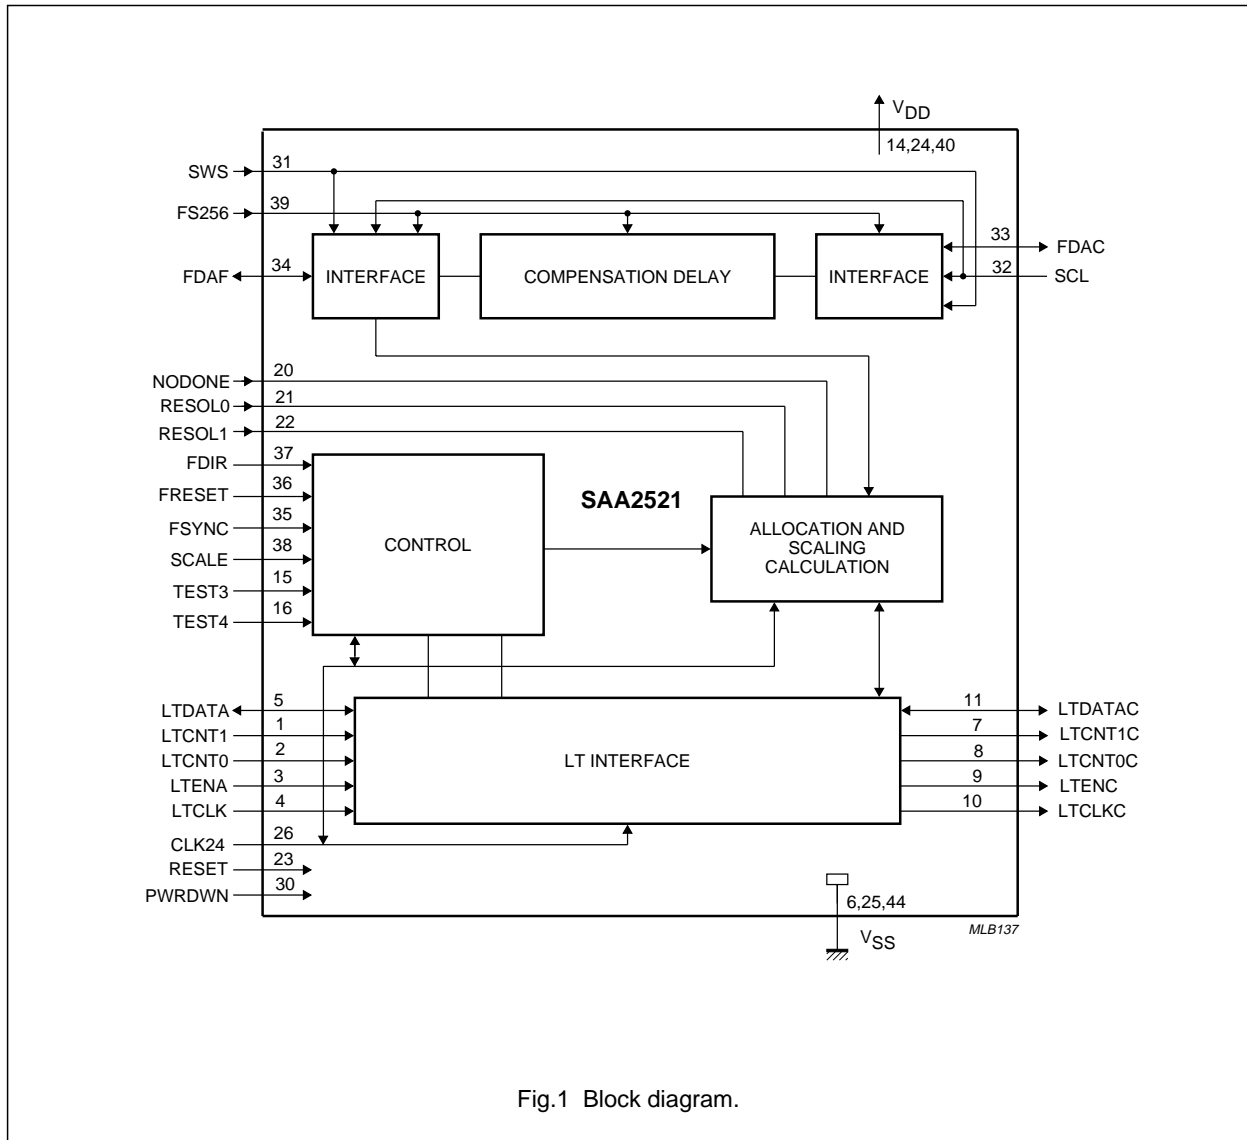 V DD
14,24,40
SWS 31
FS256 39
33 FDAC
FDAF 34 INTERFACE COMPENSATION DELAY INTERFACE 32 SCL
NODONE 20
RESOL0 21
RESOL1 22
FDIR 37
FRESET 36
SAA2521
FSYNC 35
SCALE 38
CONTROL
ALLOCATION AND
SCALING
CALCULATION
TEST3 15
TEST4 16
LTDATA 5 11 LTDATAC
LTCNT1 1 7 LTCNT1C
LTCNT0 2 LT INTERFACE 8 LTCNT0C
LTENA 3 9 LTENC
LTCLK 4 10 LTCLKC
CLK24 26
RESET 23
PWRDWN 30
6,25,44
V SS
MLB137
Fig.1 Block diagram.